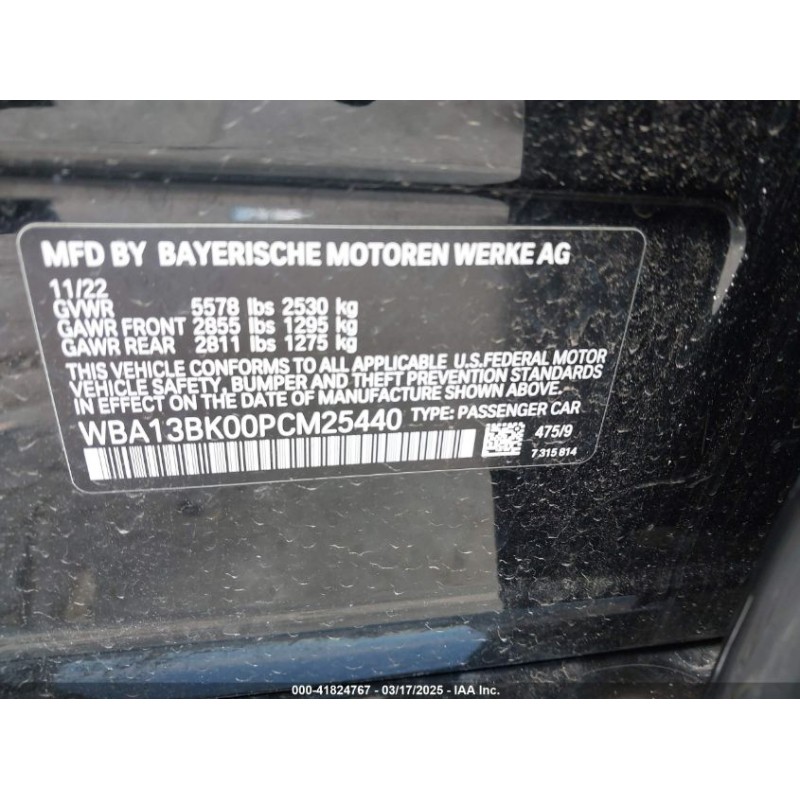 MFD BY BAYERISCHE MOTOREN WERKE AG
11/22
GVWR 5578 lbs 2530 kg
GAWR FRONT 2855 lbs 1295 kg
GAWR REAR 2811 lbs 1275 kg
THIS VEHICLE CONFORMS TO ALL APPLICABLE U.S.FEDERAL MOTOR
VEHICLE SAFETY, BUMPER AND THEFT PREVENTION STANDARDS
IN EFFECT ON THE DATE OF MANUFACTURE SHOWN ABOVE.
WBA13BK00PCM25440 TYPE: PASSENGER CAR
475/9
7 315 814
000-41824767 - 03/17/2025 - IAA Inc.